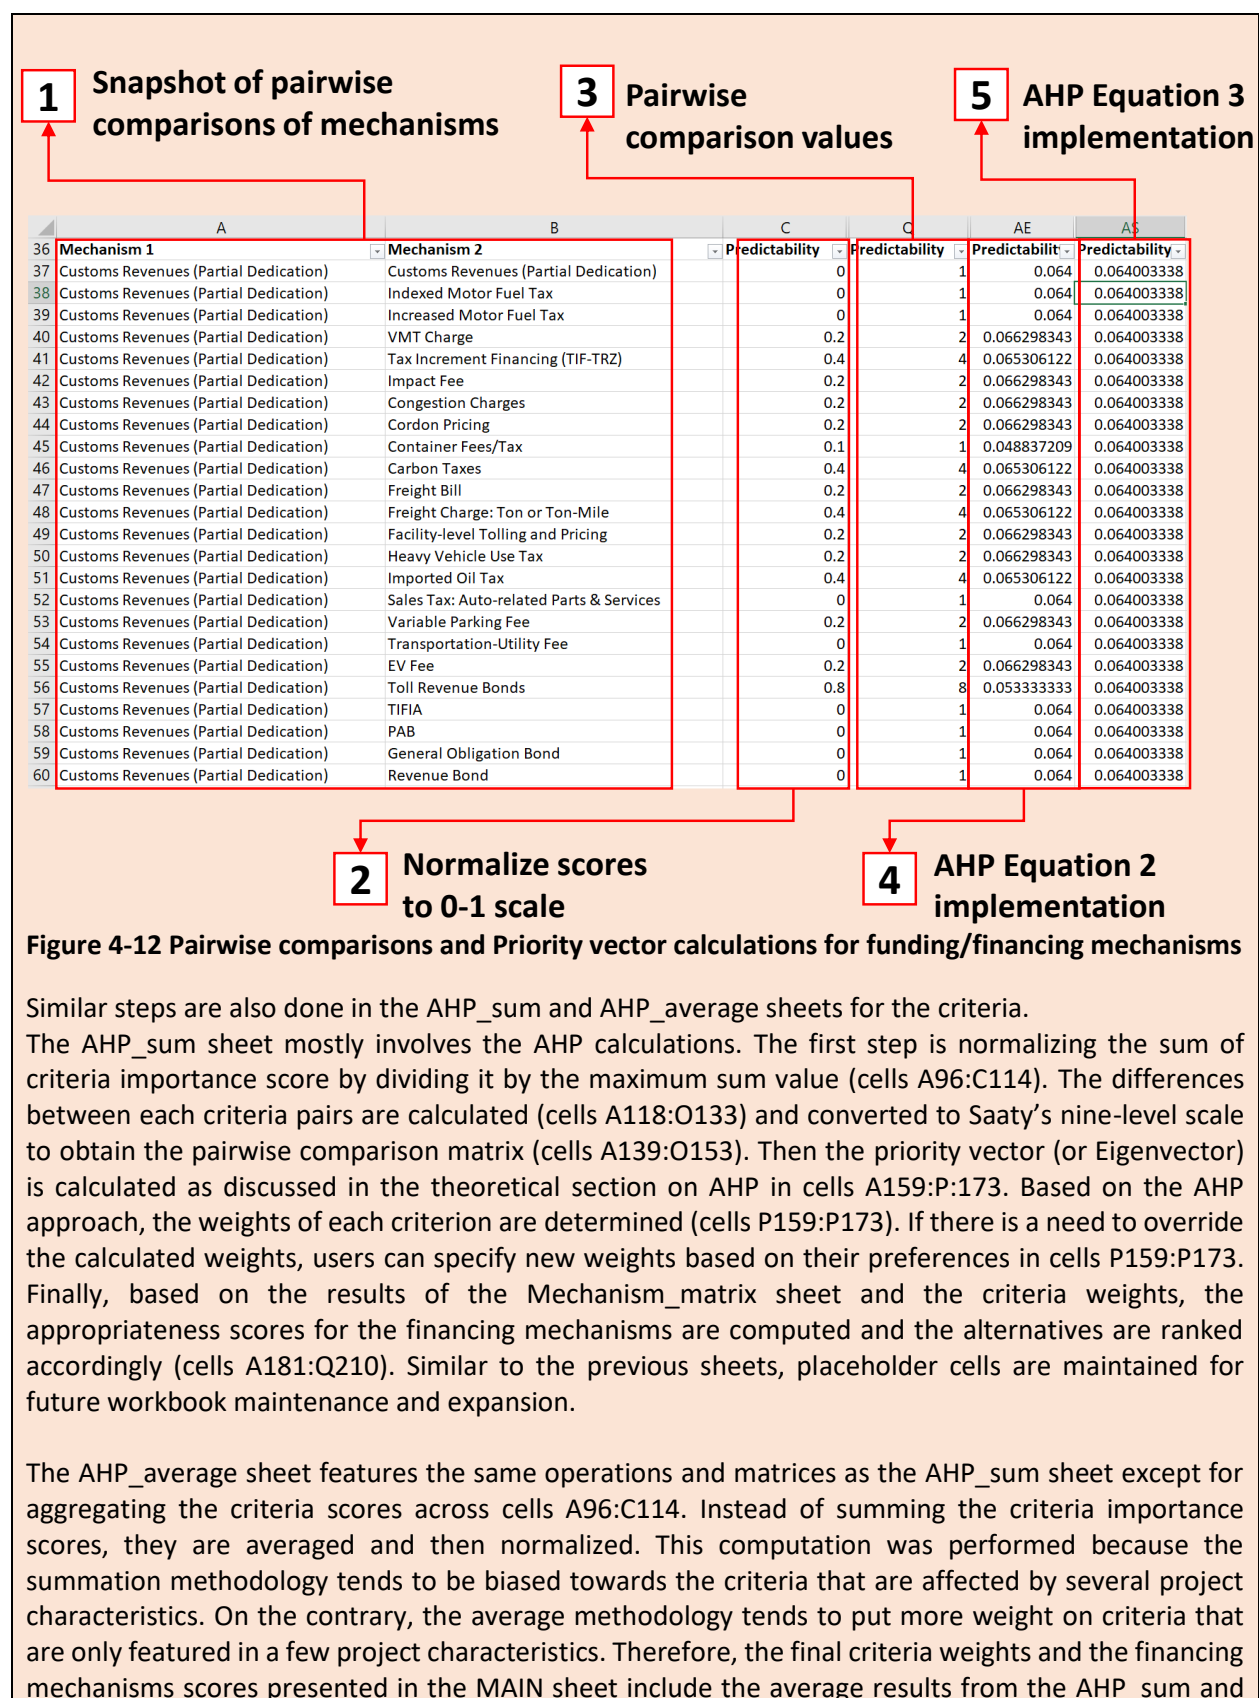 1 Snapshot of pairwise comparisons of mechanisms
3 Pairwise comparison values
5 AHP Equation 3 implementation
A B C Q AE AS
36 Mechanism 1 Mechanism 2 Predictability Predictability Predictability Predictability
37 Customs Revenues (Partial Dedication) Customs Revenues (Partial Dedication) 0 1 0.064 0.064003338
38 Customs Revenues (Partial Dedication) Indexed Motor Fuel Tax 0 1 0.064 0.064003338
39 Customs Revenues (Partial Dedication) Increased Motor Fuel Tax 0 1 0.064 0.064003338
40 Customs Revenues (Partial Dedication) VMT Charge 0.2 2 0.066298343 0.064003338
41 Customs Revenues (Partial Dedication) Tax Increment Financing (TIF-TRZ) 0.4 4 0.065306122 0.064003338
42 Customs Revenues (Partial Dedication) Impact Fee 0.2 2 0.066298343 0.064003338
43 Customs Revenues (Partial Dedication) Congestion Charges 0.2 2 0.066298343 0.064003338
44 Customs Revenues (Partial Dedication) Cordon Pricing 0.2 2 0.066298343 0.064003338
45 Customs Revenues (Partial Dedication) Container Fees/Tax 0.1 1 0.048837209 0.064003338
46 Customs Revenues (Partial Dedication) Carbon Taxes 0.4 4 0.065306122 0.064003338
47 Customs Revenues (Partial Dedication) Freight Bill 0.2 2 0.066298343 0.064003338
48 Customs Revenues (Partial Dedication) Freight Charge: Ton or Ton-Mile 0.4 4 0.065306122 0.064003338
49 Customs Revenues (Partial Dedication) Facility-level Tolling and Pricing 0.2 2 0.066298343 0.064003338
50 Customs Revenues (Partial Dedication) Heavy Vehicle Use Tax 0.2 2 0.066298343 0.064003338
51 Customs Revenues (Partial Dedication) Imported Oil Tax 0.4 4 0.065306122 0.064003338
52 Customs Revenues (Partial Dedication) Sales Tax: Auto-related Parts & Services 0 1 0.064 0.064003338
53 Customs Revenues (Partial Dedication) Variable Parking Fee 0.2 2 0.066298343 0.064003338
54 Customs Revenues (Partial Dedication) Transportation-Utility Fee 0 1 0.064 0.064003338
55 Customs Revenues (Partial Dedication) EV Fee 0.2 2 0.066298343 0.064003338
56 Customs Revenues (Partial Dedication) Toll Revenue Bonds 0.8 8 0.053333333 0.064003338
57 Customs Revenues (Partial Dedication) TIFIA 0 1 0.064 0.064003338
58 Customs Revenues (Partial Dedication) PAB 0 1 0.064 0.064003338
59 Customs Revenues (Partial Dedication) General Obligation Bond 0 1 0.064 0.064003338
60 Customs Revenues (Partial Dedication) Revenue Bond 0 1 0.064 0.064003338
2 Normalize scores to 0-1 scale
4 AHP Equation 2 implementation
Figure 4-12 Pairwise comparisons and Priority vector calculations for funding/financing mechanisms
Similar steps are also done in the AHP_sum and AHP_average sheets for the criteria.
The AHP_sum sheet mostly involves the AHP calculations. The first step is normalizing the sum of
criteria importance score by dividing it by the maximum sum value (cells A96:C114). The differences
between each criteria pairs are calculated (cells A118:O133) and converted to Saaty's nine-level scale
to obtain the pairwise comparison matrix (cells A139:O153). Then the priority vector (or Eigenvector)
is calculated as discussed in the theoretical section on AHP in cells A159:P:173. Based on the AHP
approach, the weights of each criterion are determined (cells P159:P173). If there is a need to override
the calculated weights, users can specify new weights based on their preferences in cells P159:P173.
Finally, based on the results of the Mechanism_matrix sheet and the criteria weights, the
appropriateness scores for the financing mechanisms are computed and the alternatives are ranked
accordingly (cells A181:Q210). Similar to the previous sheets, placeholder cells are maintained for
future workbook maintenance and expansion.
The AHP_average sheet features the same operations and matrices as the AHP_sum sheet except for
aggregating the criteria scores across cells A96:C114. Instead of summing the criteria importance
scores, they are averaged and then normalized. This computation was performed because the
summation methodology tends to be biased towards the criteria that are affected by several project
characteristics. On the contrary, the average methodology tends to put more weight on criteria that
are only featured in a few project characteristics. Therefore, the final criteria weights and the financing
mechanisms scores presented in the MAIN sheet include the average results from the AHP_sum and